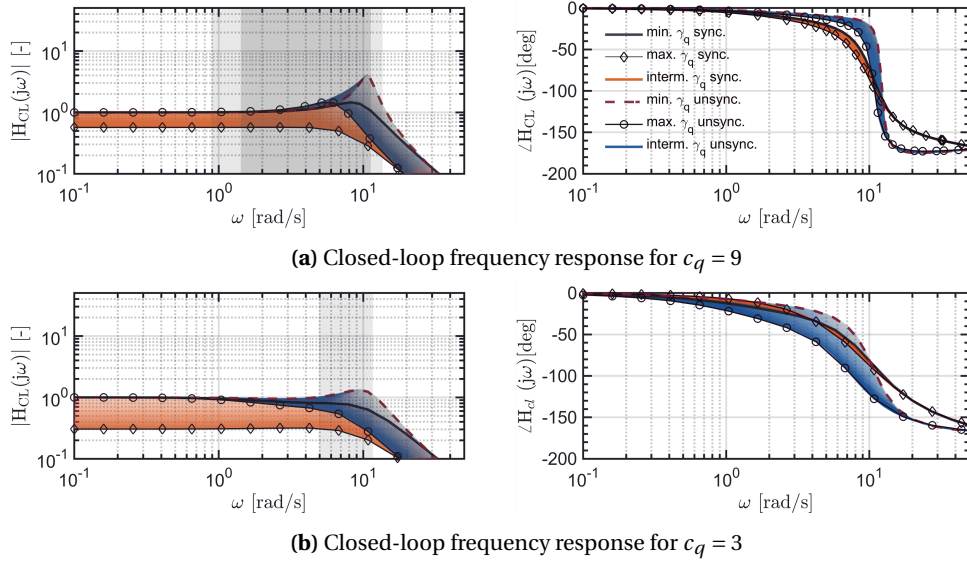 |H_CL(jω)| [-]
10^1
10^0
10^-1
10^-1
10^0
10^1
ω [rad/s]
∠H_CL (jω)[deg]
0
-50
-100
-150
-200
min. γ_q sync.
max. γ_q sync.
interm. γ_q sync.
min. γ_q unsync.
max. γ_q unsync.
interm. γ_q unsync.
10^-1
10^0
10^1
ω [rad/s]
(a) Closed-loop frequency response for c_q = 9
|H_CL(jω)| [-]
10^1
10^0
10^-1
10^-1
10^0
10^1
ω [rad/s]
∠H_cl (jω)[deg]
0
-50
-100
-150
-200
10^-1
10^0
10^1
ω [rad/s]
(b) Closed-loop frequency response for c_q = 3